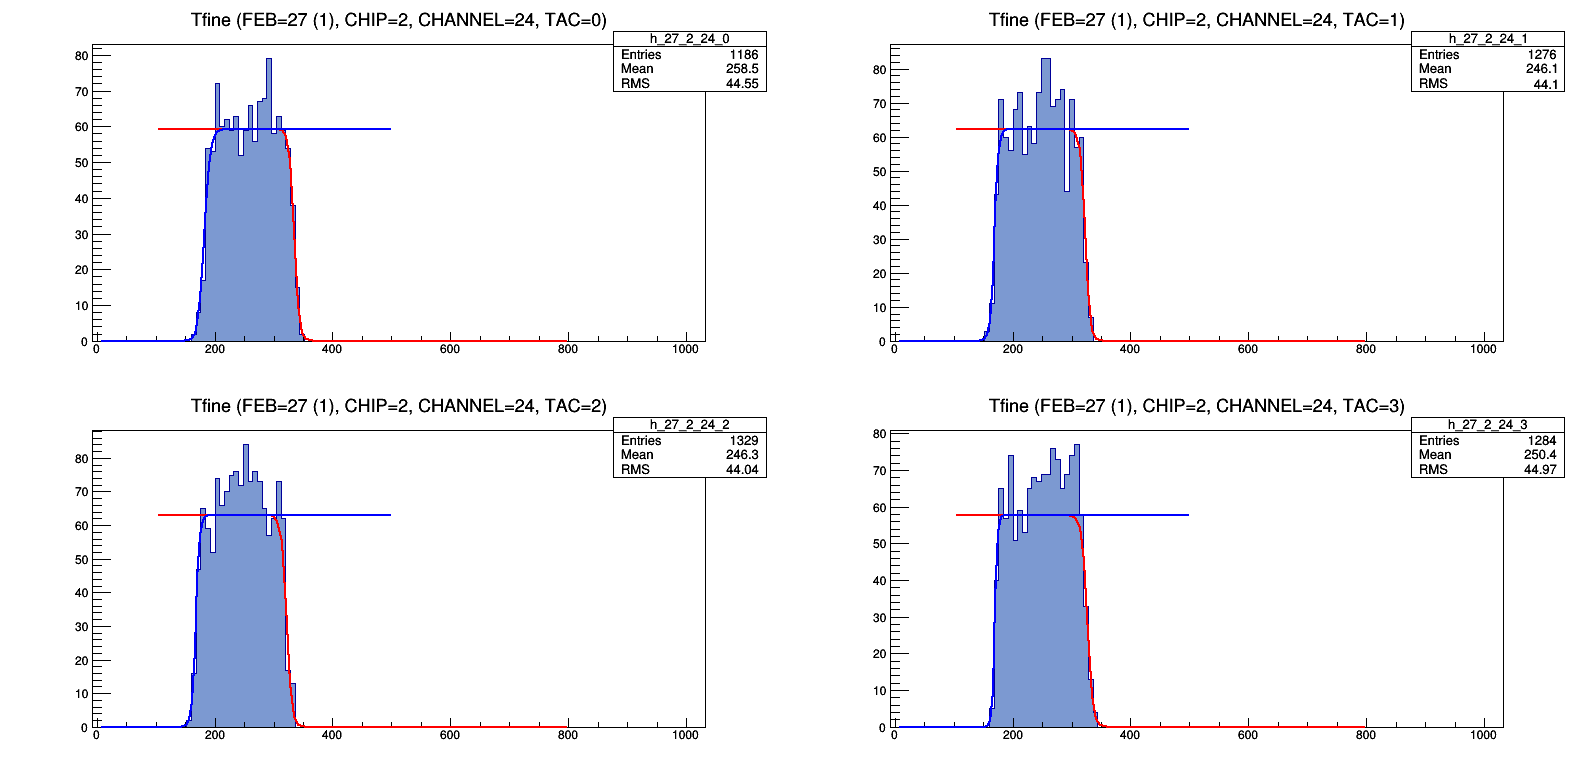 Tfine (FEB=27 (1), CHIP=2, CHANNEL=24, TAC=0)
h_27_2_24_0
Entries 1186
Mean 258.5
RMS 44.55
80
70
60
50
40
30
20
10
0
0 200 400 600 800 1000
Tfine (FEB=27 (1), CHIP=2, CHANNEL=24, TAC=1)
h_27_2_24_1
Entries 1276
Mean 246.1
RMS 44.1
80
70
60
50
40
30
20
10
0
0 200 400 600 800 1000
Tfine (FEB=27 (1), CHIP=2, CHANNEL=24, TAC=2)
h_27_2_24_2
Entries 1329
Mean 246.3
RMS 44.04
80
70
60
50
40
30
20
10
0
0 200 400 600 800 1000
Tfine (FEB=27 (1), CHIP=2, CHANNEL=24, TAC=3)
h_27_2_24_3
Entries 1284
Mean 250.4
RMS 44.97
80
70
60
50
40
30
20
10
0
0 200 400 600 800 1000